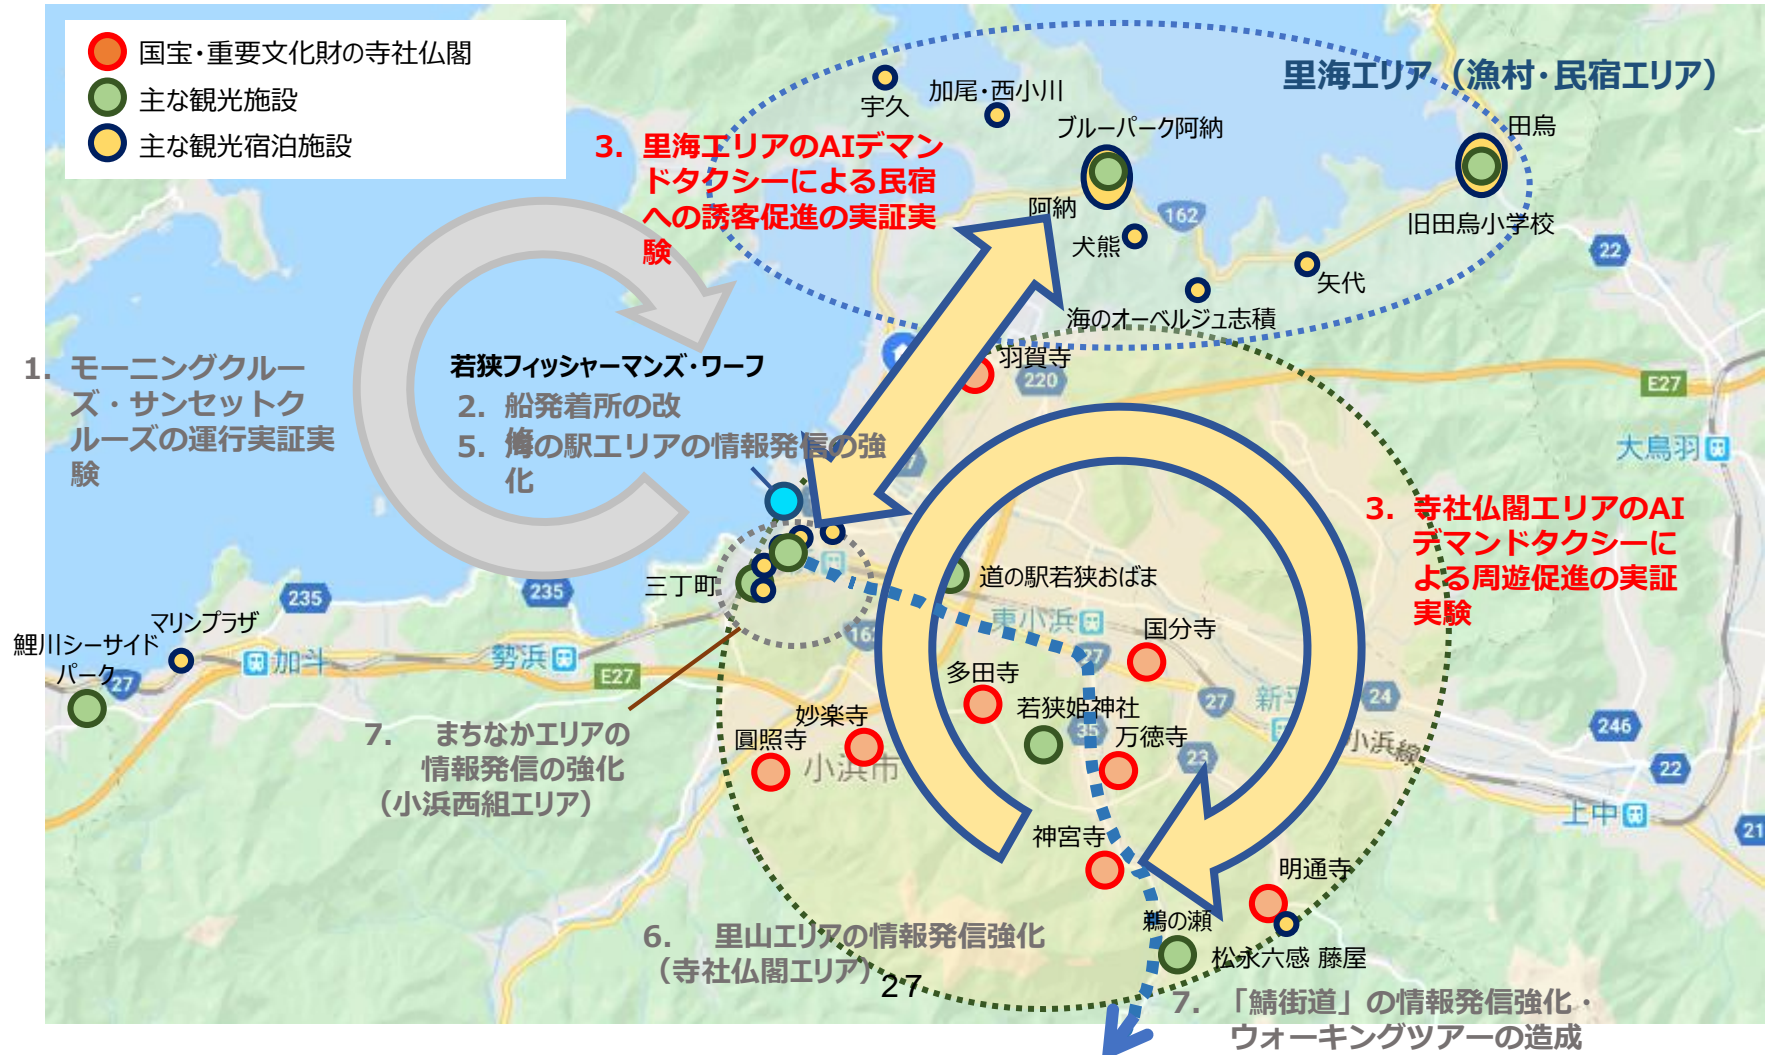 国宝・重要文化財の寺社仏閣
主な観光施設
主な観光宿泊施設
里海エリア（漁村・民宿エリア）
宇久
加尾・西小川
ブルーパーク阿納
田烏
3. 里海エリアのAIデマン
ドタクシーによる民宿
への誘客促進の実証実
験
阿納
162
犬熊
旧田烏小学校
22
矢代
海のオーベルジュ志積
羽賀寺
220
E27
1. モーニングクルー
ズ・サンセットク
ルーズの運行実証実
験
若狭フィッシャーマンズ・ワーフ
2. 船発着所の改
修
5. 海の駅エリアの情報発信の強
化
大鳥羽
3. 寺社仏閣エリアのAI
デマンドタクシーに
よる周遊促進の実証
実験
三丁町
道の駅若狭おばま
東小浜
235
235
マリンプラザ
鯉川シーサイド
パーク
27
加斗
勢浜
E27
162
国分寺
27
多田寺
若狭姫神社
27
新平
24
妙楽寺
圓照寺
小浜市
35
万徳寺
23
小浜線
246
22
7. まちなかエリアの
情報発信の強化
（小浜西組エリア）
上中
21
神宮寺
明通寺
鵜の瀬
松永六感 藤屋
6. 里山エリアの情報発信強化
（寺社仏閣エリア）
27
7. 「鯖街道」の情報発信強化・
ウォーキングツアーの造成